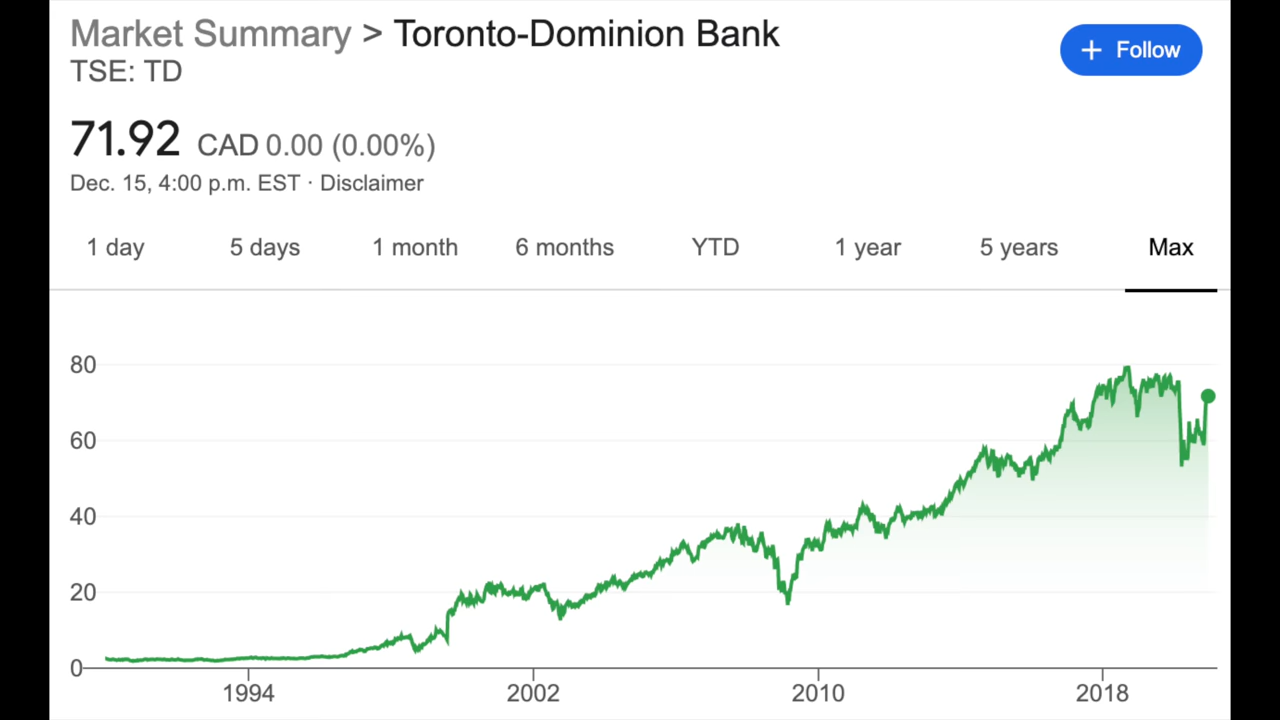 Market Summary > Toronto-Dominion Bank
+ Follow
TSE: TD
71.92 CAD 0.00 (0.00%)
Dec. 15, 4:00 p.m. EST · Disclaimer
1 day 5 days 1 month 6 months YTD 1 year 5 years Max
80
60
40
20
0
1994 2002 2010 2018